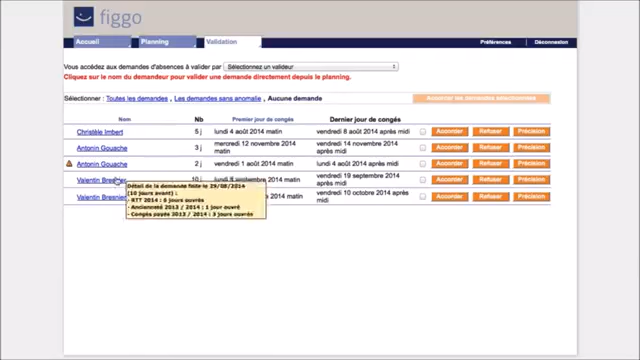 figgo
Accueil Planning Validation Préférences Déconnexion
Vous accédez aux demandes d'absences à valider par Sélectionnez un valideur
Cliquez sur le nom du demandeur pour valider une demande directement depuis le planning.
Sélectionner : Toutes les demandes, Les demandes sans anomalie, Aucune demande Accorder les demandes sélectionnées
Nom Nb Premier jour de congés Dernier jour de congés
Christèle Imbert 5 j lundi 4 août 2014 matin vendredi 8 août 2014 après midi Accorder Refuser Précision
Antonin Gouache 3 j mercredi 12 novembre 2014 matin vendredi 14 novembre 2014 après midi Accorder Refuser Précision
Antonin Gouache 2 j vendredi 1 août 2014 matin lundi 4 août 2014 après midi Accorder Refuser Précision
Valentin Bresnier 10 j lundi 8 septembre 2014 matin vendredi 19 septembre 2014 après midi Accorder Refuser Précision
Valentin Bresnier vendredi 10 octobre 2014 après midi Accorder Refuser Précision
Détail de la demande faite le 29/08/2014
(10 jours avant) :
- RTT 2014 : 6 jours ouvrés
- Ancienneté 2013 / 2014 : 1 jour ouvré
- Congés payés 2013 / 2014 : 3 jours ouvrés